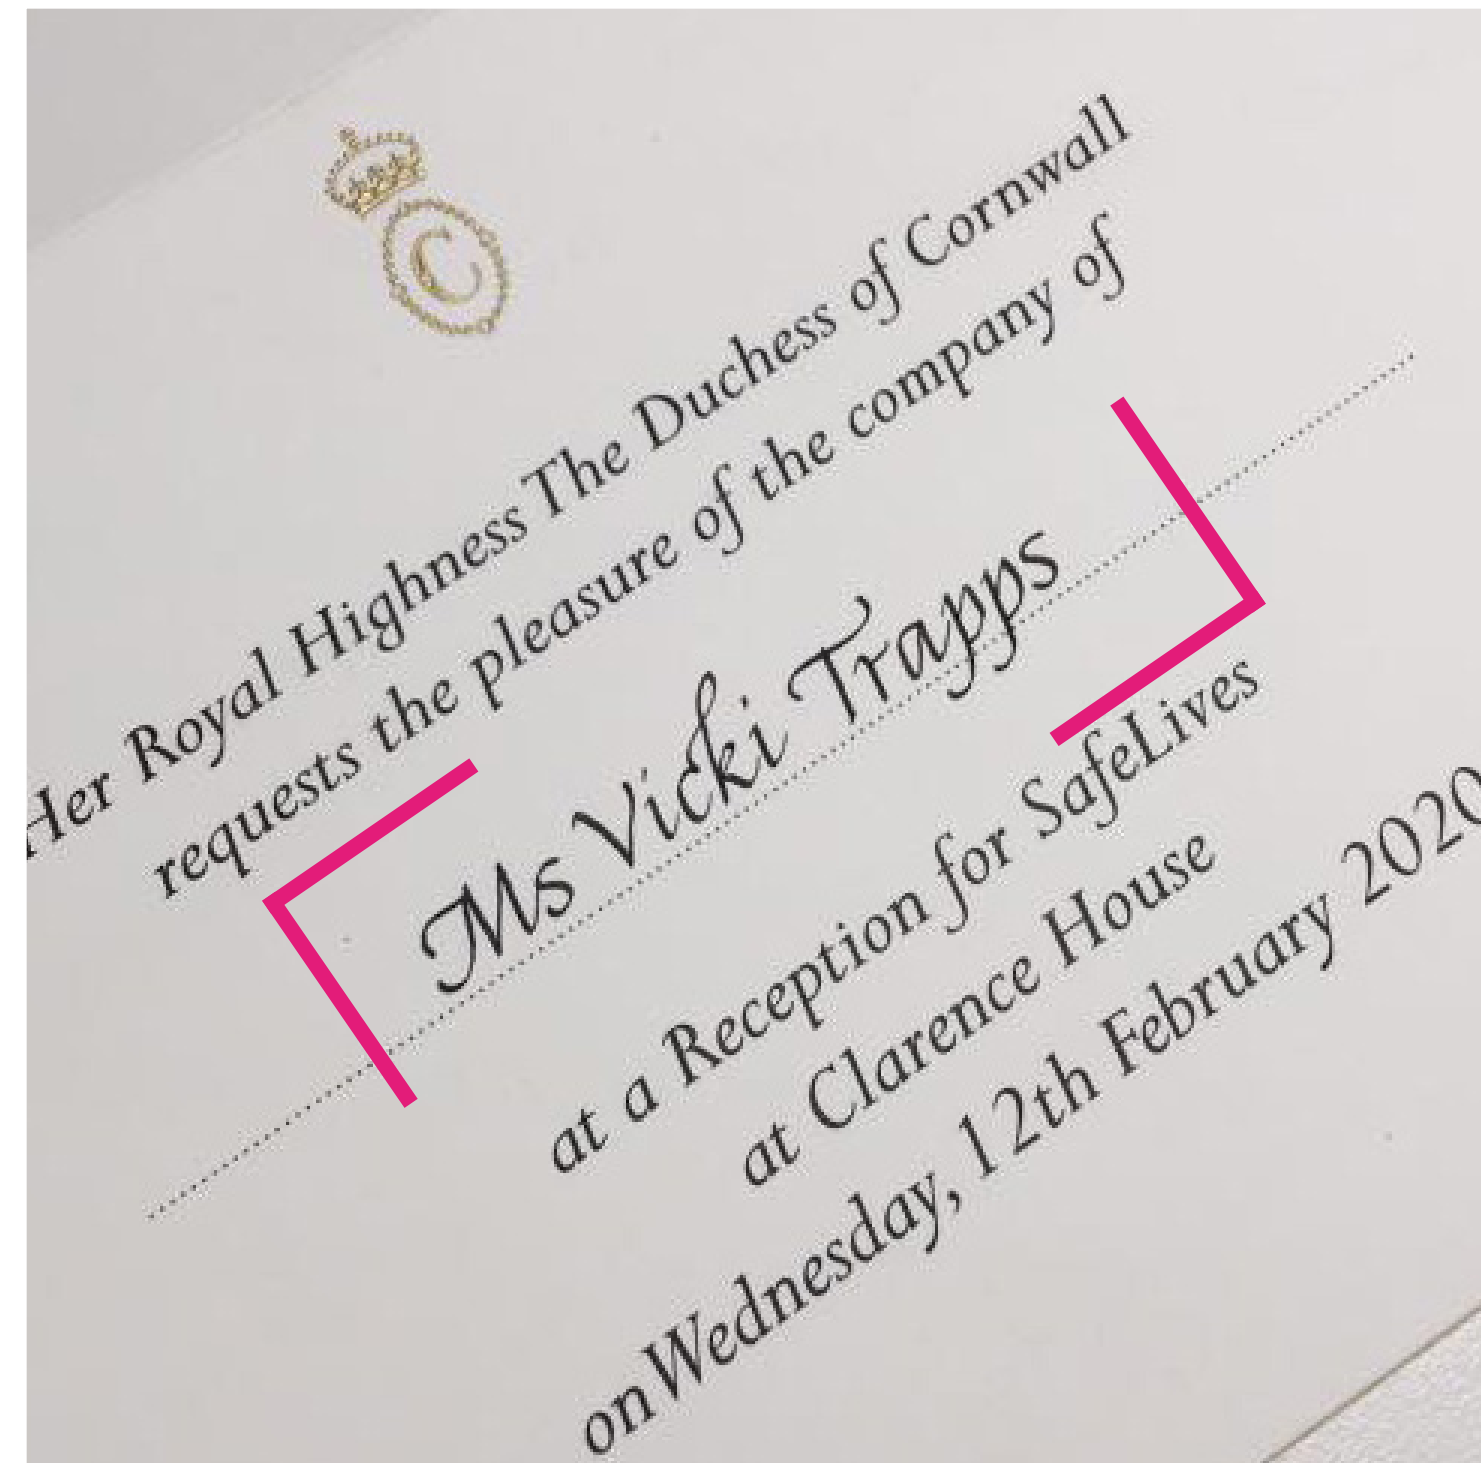 C
Her Royal Highness The Duchess of Cornwall
requests the pleasure of the company of
Ms Vicki Trapps
at a Reception for SafeLives
at Clarence House
on Wednesday, 12th February 2020